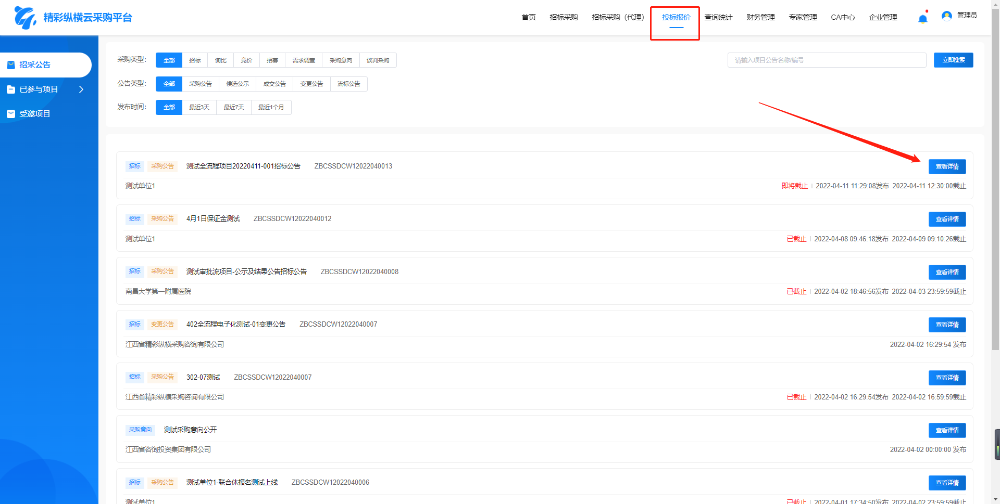 精彩纵横云采购平台
首页 招标采购 招标采购（代理） 投标报价 查询统计 财务管理 专家管理 CA中心 企业管理 管理员
招采公告
已参与项目
受邀项目
采购类型: 全部 招标 询比 竞价 招募 需求调查 采购意向 谈判采购 请输入项目公告名称/编号 立即搜索
公告类型: 全部 采购公告 候选公示 成交公告 变更公告 流标公告
发布时间: 全部 最近3天 最近7天 最近1个月
招标 采购公告 测试全流程项目20220411-001招标公告 ZBCSSDCW12022040013 查看详情
测试单位1 即将截止 2022-04-11 11:29:08发布 2022-04-11 12:30:00截止
招标 采购公告 4月1日保证金测试 ZBCSSDCW12022040012 查看详情
测试单位1 已截止 2022-04-08 09:46:18发布 2022-04-09 09:10:26截止
招标 采购公告 测试审批流项目-公示及结果公告招标公告 ZBCSSDCW12022040008 查看详情
南昌大学第一附属医院 已截止 2022-04-02 18:46:56发布 2022-04-03 23:59:59截止
招标 变更公告 402全流程电子化测试-01变更公告 ZBCSSDCW12022040007 查看详情
江西省精彩纵横采购咨询有限公司 2022-04-02 16:29:54 发布
招标 采购公告 302-07测试 ZBCSSDCW12022040007 查看详情
江西省精彩纵横采购咨询有限公司 已截止 2022-04-02 16:29:54发布 2022-04-02 16:59:59截止
采购意向 测试采购意向公开 查看详情
江西省咨询投资集团有限公司 2022-04-02 00:00:00 发布
招标 采购公告 测试单位1-联合体报名测试上线 ZBCSSDCW12022040006 查看详情
测试单位1 已截止 2022-04-01 17:34:50发布 2022-04-02 23:59:59截止